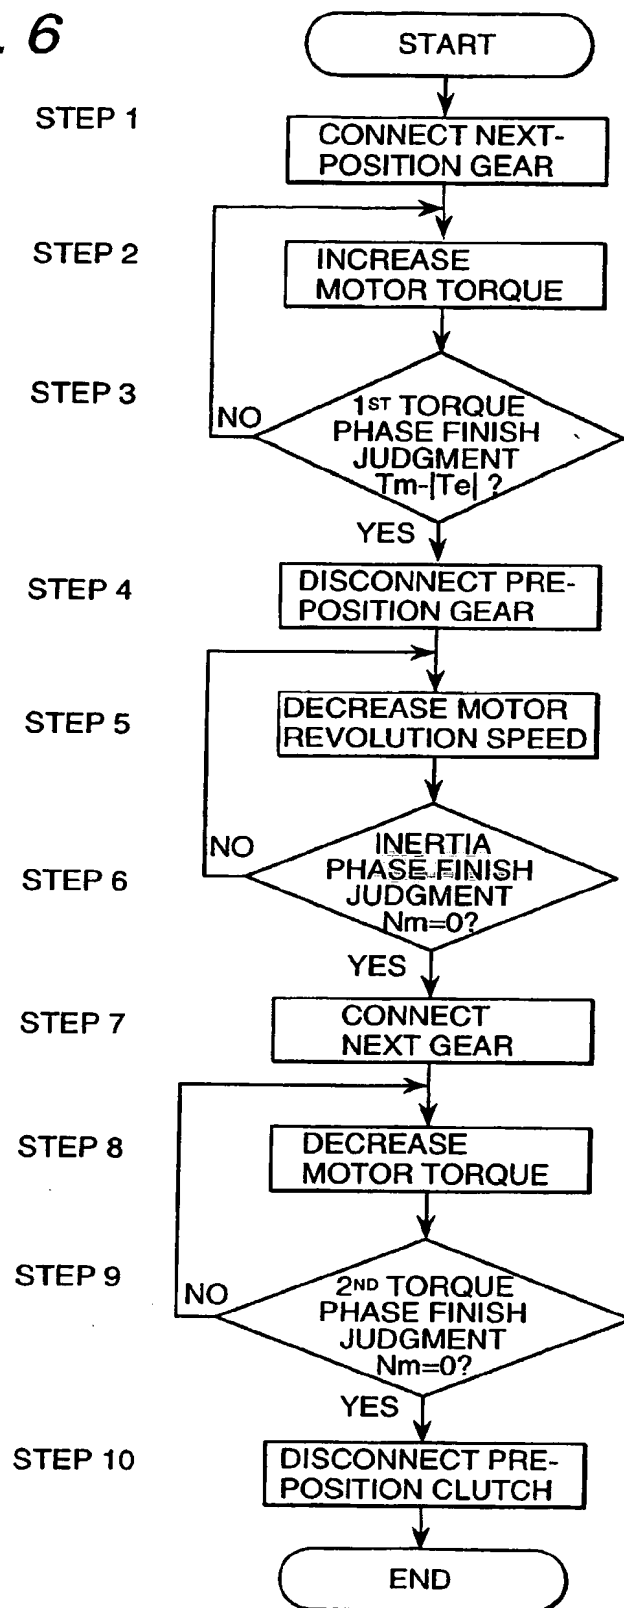 . 6
START
STEP 1
CONNECT NEXT-
POSITION GEAR
STEP 2
INCREASE
MOTOR TORQUE
STEP 3
NO
1ST TORQUE
PHASE FINISH
JUDGMENT
Tm-|Te| ?
YES
STEP 4
DISCONNECT PRE-
POSITION GEAR
STEP 5
DECREASE MOTOR
REVOLUTION SPEED
NO
STEP 6
INERTIA
PHASE FINISH
JUDGMENT
Nm=0?
YES
STEP 7
CONNECT
NEXT GEAR
STEP 8
DECREASE
MOTOR TORQUE
STEP 9
NO
2ND TORQUE
PHASE FINISH
JUDGMENT
Nm=0?
YES
STEP 10
DISCONNECT PRE-
POSITION CLUTCH
END